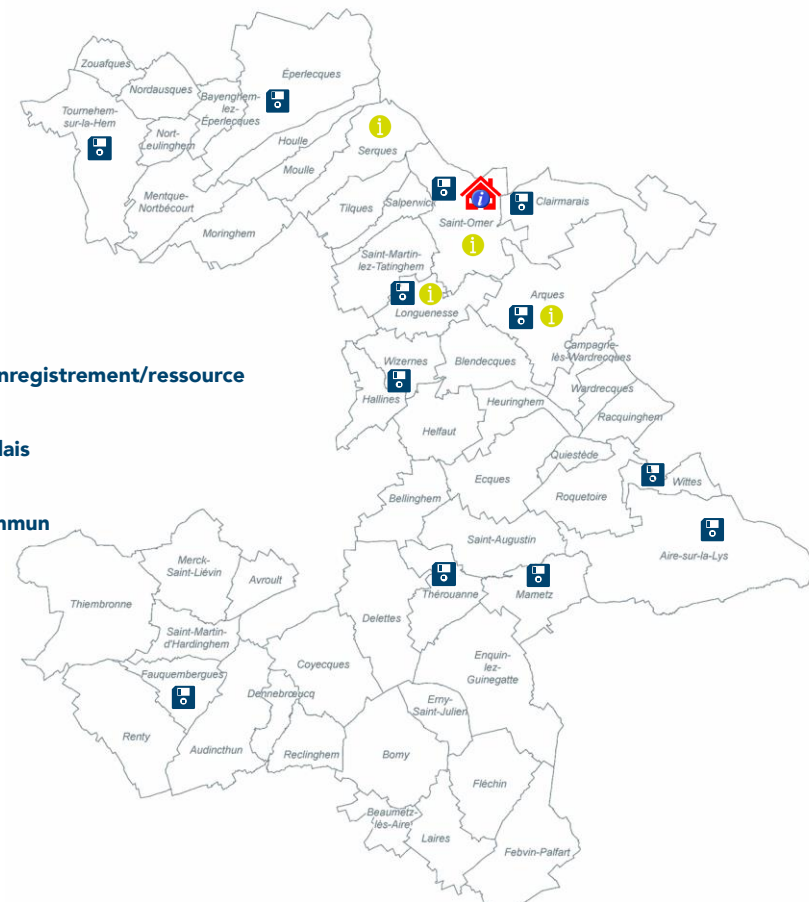 Zouafques
Éperlecques
Nordausques
Bayenghem-
lez-
Éperlecques
Tournehem-
sur-la-Hem
Nort-
Leulinghem
Houlle
Serques
Moulle
Mentque-
Nortbécourt
Tilques
Salperwick
Clairmarais
Moringhem
Saint-Omer
Saint-Martin-
lez-Tatinghem
Arques
Longuenesse
Campagne-
lès-Wardrecques
Wizernes
Blendecques
nregistrement/ressource
Wardrecques
Hallines
Heuringhem
Racquinghem
Helfaut
lais
Quiestède
Ecques
Wittes
Bellinghem
Roquetoire
mmun
Saint-Augustin
Aire-sur-la-Lys
Merck-
Saint-Liévin
Avroult
Thérouanne
Mametz
Thiembronne
Delettes
Saint-Martin-
d'Hardinghem
Coyecques
Enquin-
lez-
Guinegatte
Fauquembergues
Dennebrœucq
Erny-
Saint-Julien
Renty
Audincthun
Reclinghem
Bomy
Fléchin
Beaumetz-
lès-Aire
Laires
Febvin-Palfart